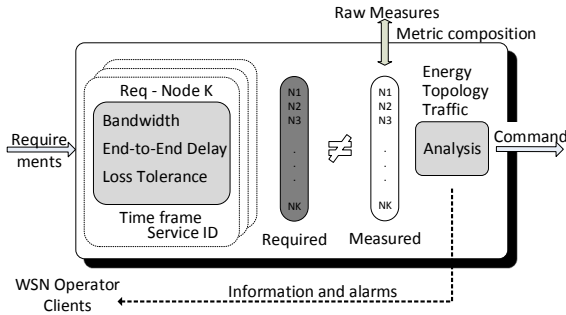 Raw Measures
Metric composition
Req - Node K
Bandwidth
End-to-End Delay
Loss Tolerance
Time frame
Service ID
Require
ments
N1
N2
N3
.
.
.
NK
Required
≠
N1
N2
N3
.
.
.
NK
Measured
Energy
Topology
Traffic
Analysis
Command
WSN Operator
Clients
Information and alarms